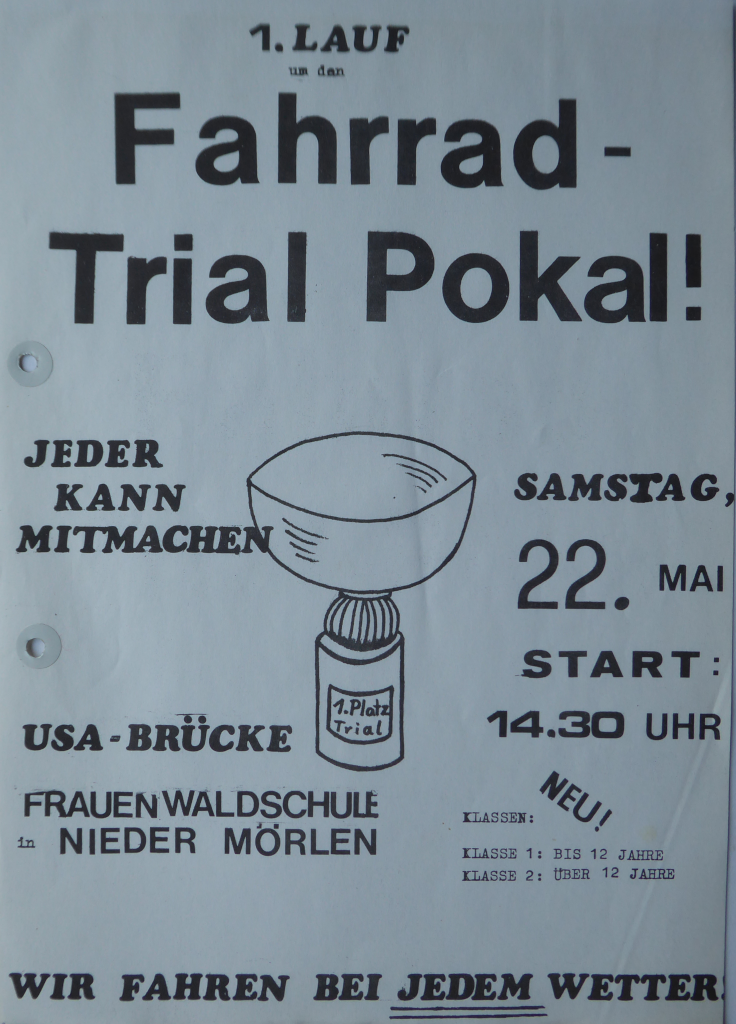 1. LAUF
um den
Fahrrad-
Trial Pokal!
JEDER
KANN
MITMACHEN
SAMSTAG,
22. MAI
START:
14.30 UHR
1. Platz
Trial
USA-BRÜCKE
FRAUENWALDSCHULE
in NIEDER MÖRLEN
NEU!
KLASSEN:
KLASSE 1: BIS 12 JAHRE
KLASSE 2: ÜBER 12 JAHRE
WIR FAHREN BEI JEDEM WETTER!